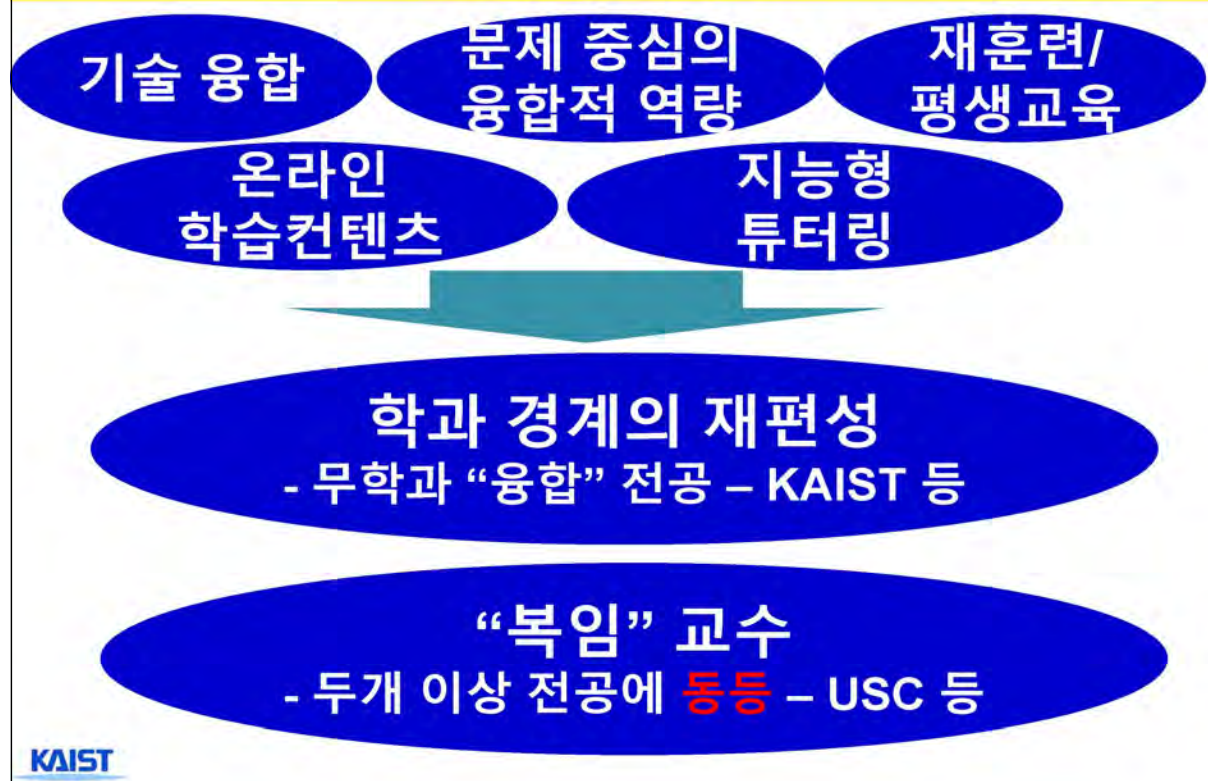 기술 융합
문제 중심의
융합적 역량
재훈련/
평생교육
온라인
학습컨텐츠
지능형
튜터링
학과 경계의 재편성
- 무학과 “융합” 전공 – KAIST 등
“복임” 교수
- 두개 이상 전공에 동등 – USC 등
KAIST